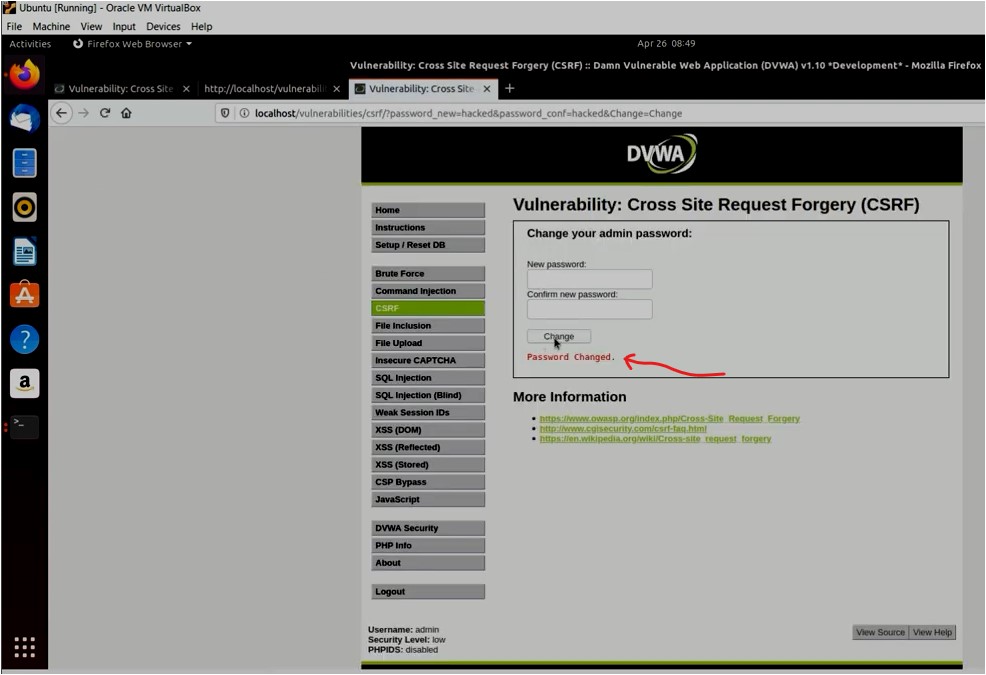 Ubuntu [Running] - Oracle VM VirtualBox
File Machine View Input Devices Help
Activities Firefox Web Browser Apr 26 08:49
Vulnerability: Cross Site Request Forgery (CSRF) :: Damn Vulnerable Web Application (DVWA) v1.10 *Development* - Mozilla Firefox
Vulnerability: Cross Site http://localhost/vulnerabili Vulnerability: Cross Site
localhost/vulnerabilities/csrf/?password_new=hacked&password_conf=hacked&Change=Change
DVWA
Home
Instructions
Setup / Reset DB
Brute Force
Command Injection
CSRF
File Inclusion
File Upload
Insecure CAPTCHA
SQL Injection
SQL Injection (Blind)
Weak Session IDs
XSS (DOM)
XSS (Reflected)
XSS (Stored)
CSP Bypass
JavaScript
DVWA Security
PHP Info
About
Logout
Vulnerability: Cross Site Request Forgery (CSRF)
Change your admin password:
New password:
Confirm new password:
Change
Password Changed.
More Information
https://www.owasp.org/index.php/Cross-Site_Request_Forgery
http://www.cgisecurity.com/csrf-faq.html
https://en.wikipedia.org/wiki/Cross-site_request_forgery
Username: admin
Security Level: low
PHPIDS: disabled
View Source View Help